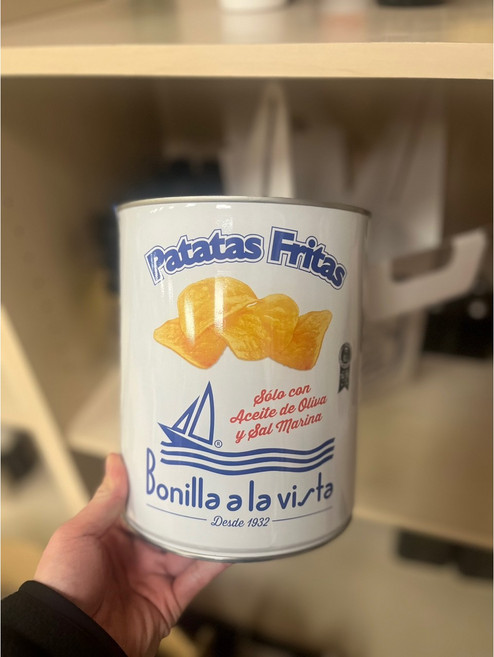 Patatas Fritas
Sólo con
Aceite de Oliva
y Sal Marina
®
Bonilla a la vista
Desde 1932